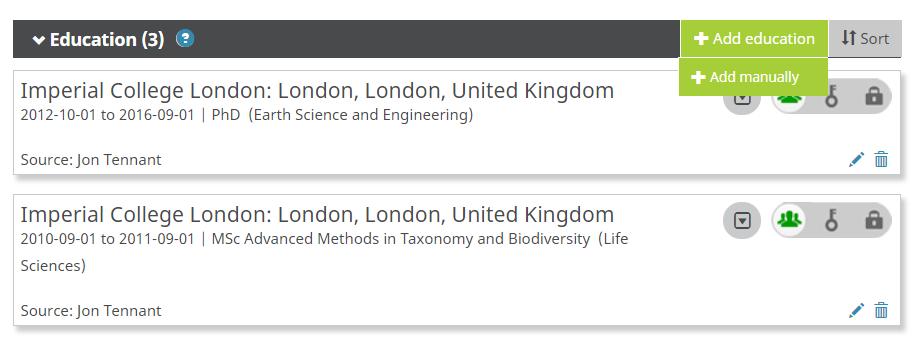 Education (3) ?
Add education
Sort
Add manually
Imperial College London: London, London, United Kingdom
2012-10-01 to 2016-09-01 | PhD (Earth Science and Engineering)
Source: Jon Tennant
Imperial College London: London, London, United Kingdom
2010-09-01 to 2011-09-01 | MSc Advanced Methods in Taxonomy and Biodiversity (Life
Sciences)
Source: Jon Tennant